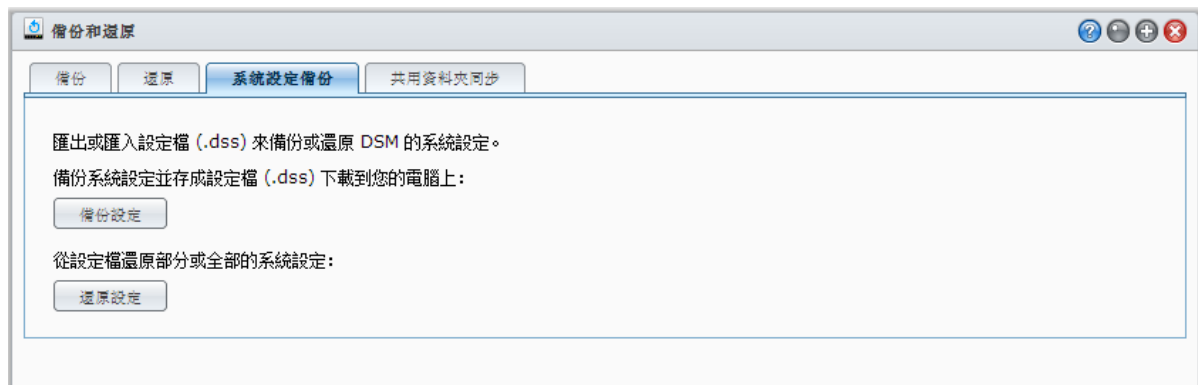 備份和還原
備份 還原 系統設定備份 共用資料夾同步
匯出或匯入設定檔 (.dss) 來備份或還原 DSM 的系統設定。
備份系統設定並存成設定檔 (.dss) 下載到您的電腦上:
備份設定
從設定檔還原部分或全部的系統設定:
還原設定